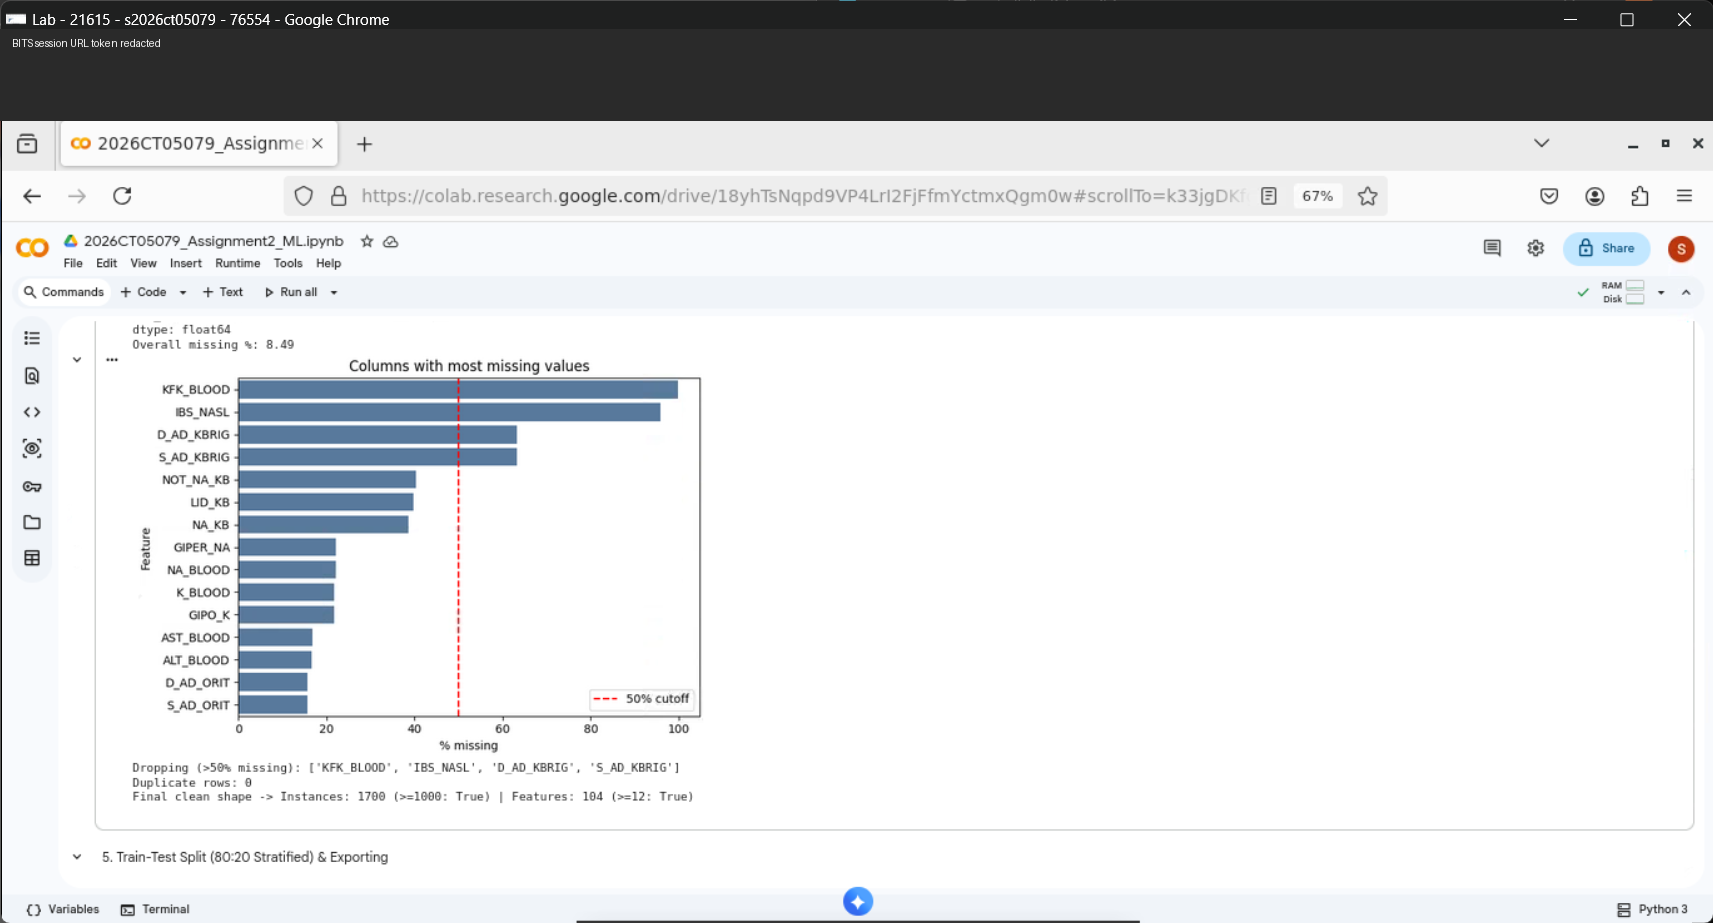 Lab - 21615 - s2026ct05079 - 76554 - Google Chrome
BITS session URL token redacted
2026CT05079_Assignme
https://colab.research.google.com/drive/18yhTsNqpd9VP4LrI2FjFfmYctmxQgm0w#scrollTo=k33jgDKf
67%
2026CT05079_Assignment2_ML.ipynb
File Edit View Insert Runtime Tools Help
Share
S
Commands + Code + Text Run all
RAM
Disk
dtype: float64
Overall missing %: 8.49
Columns with most missing values
KFK_BLOOD
IBS_NASL
D_AD_KBRIG
S_AD_KBRIG
NOT_NA_KB
LID_KB
NA_KB
GIPER_NA
NA_BLOOD
K_BLOOD
GIPO_K
AST_BLOOD
ALT_BLOOD
D_AD_ORIT
S_AD_ORIT
Feature
50% cutoff
0 20 40 60 80 100
% missing
Dropping (>50% missing): ['KFK_BLOOD', 'IBS_NASL', 'D_AD_KBRIG', 'S_AD_KBRIG']
Duplicate rows: 0
Final clean shape -> Instances: 1700 (>=1000: True) | Features: 104 (>=12: True)
5. Train-Test Split (80:20 Stratified) & Exporting
Variables Terminal
Python 3